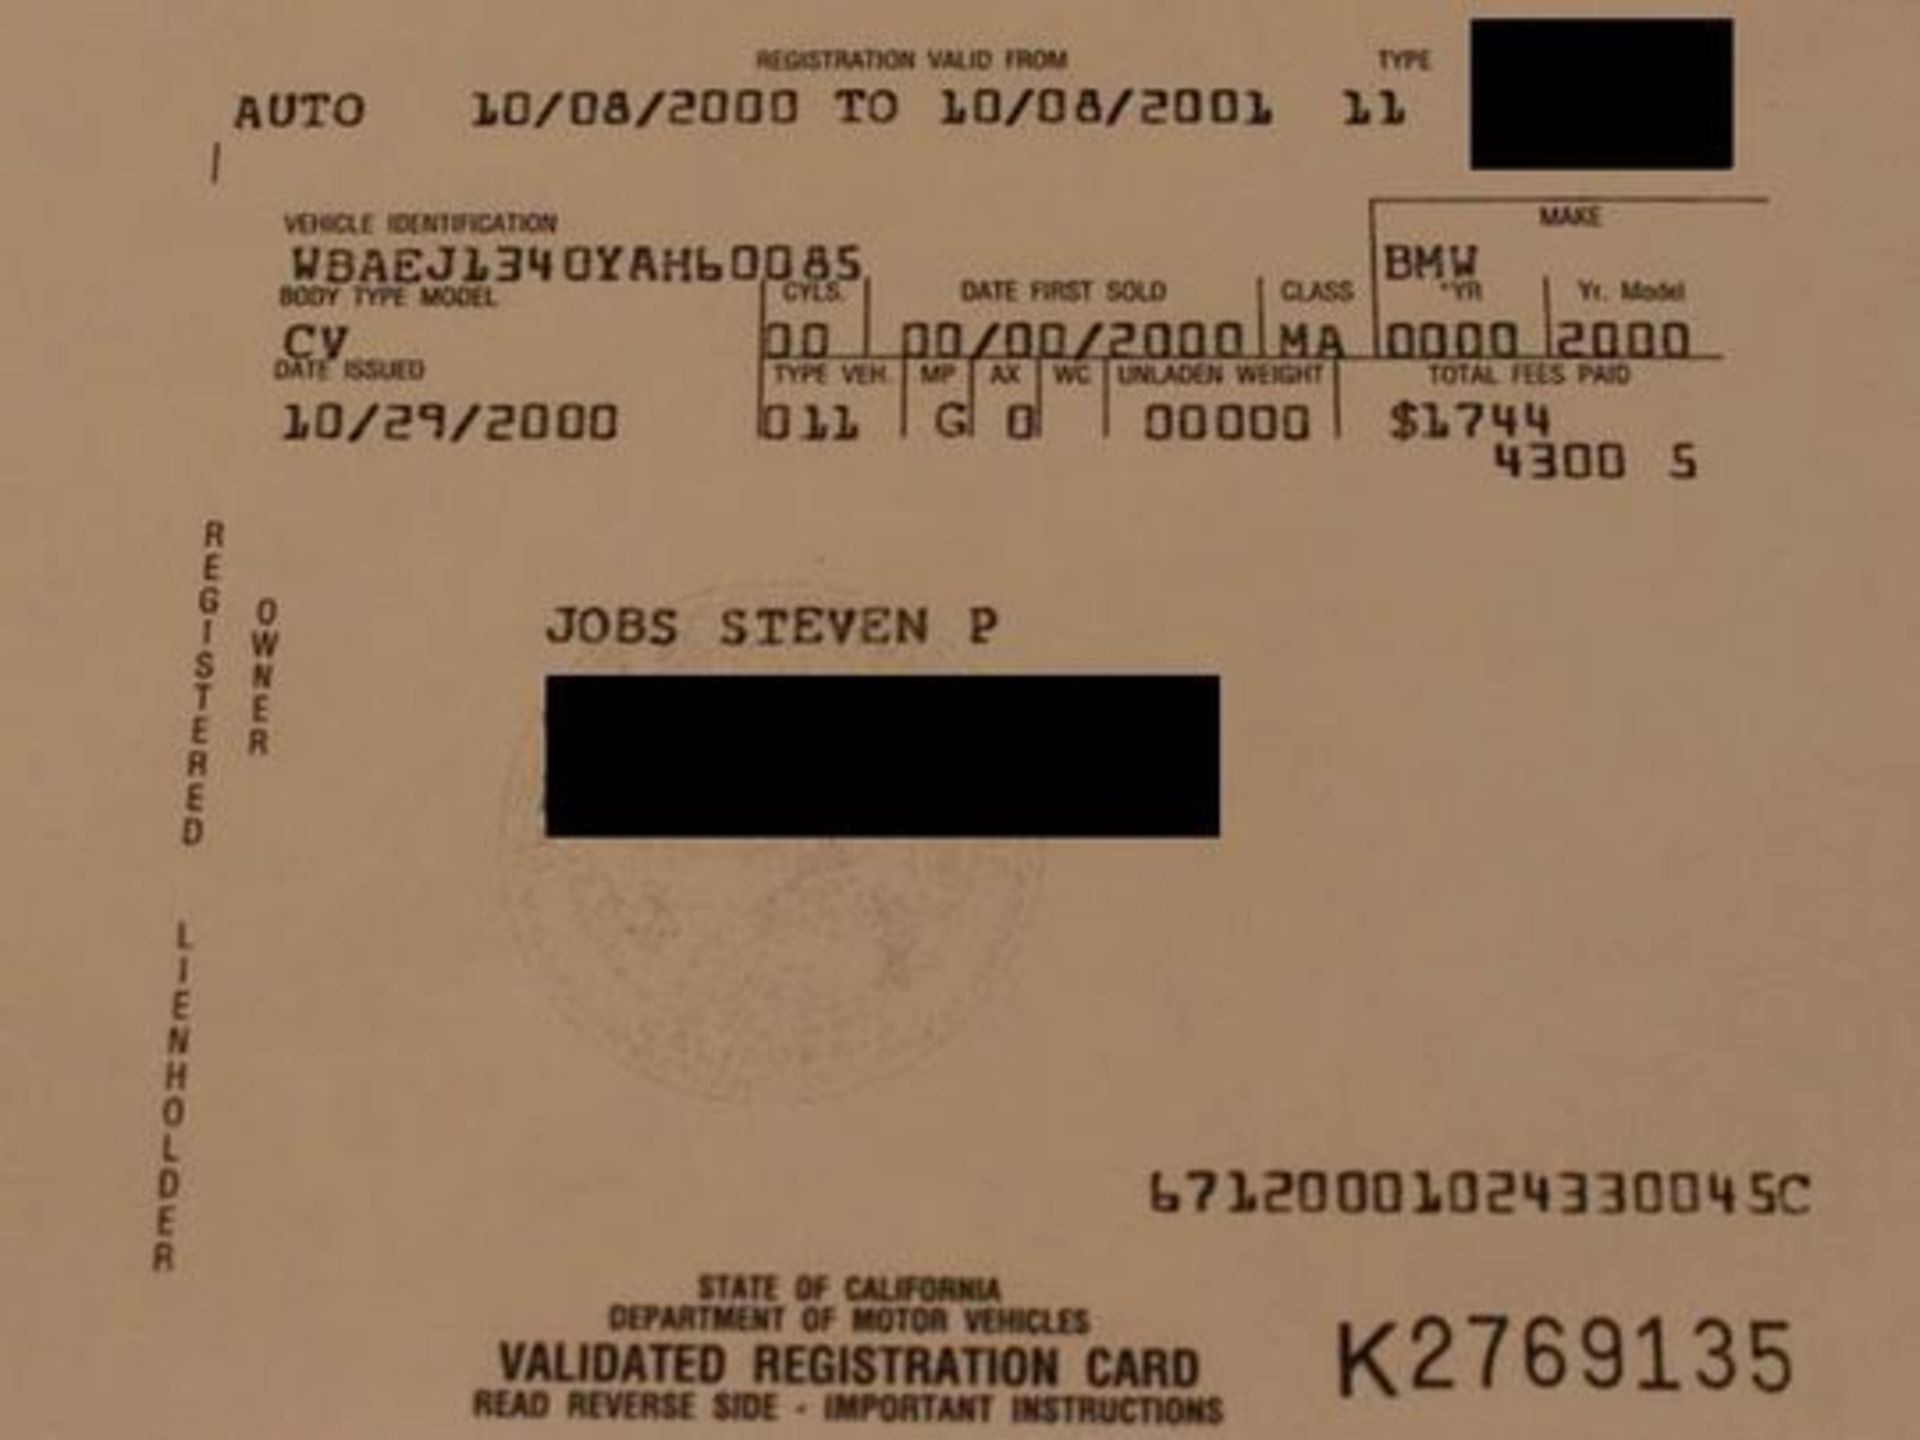 REGISTRATION VALID FROM TYPE
AUTO 10/08/2000 TO 10/08/2001 11
MAKE
VEHICLE IDENTIFICATION
WBAEJ1340YAH60085 BMW
BODY TYPE MODEL CYLS. DATE FIRST SOLD CLASS *YR Yr. Model
CV 00 00/00/2000 MA 0000 2000
DATE ISSUED TYPE VEH. MP AX WC UNLADEN WEIGHT TOTAL FEES PAID
10/29/2000 011 G 0 00000 $1744
4300 S
REGISTERED
OWNER
JOBS STEVEN P
LIENHOLDER
67120001024330045C
STATE OF CALIFORNIA
DEPARTMENT OF MOTOR VEHICLES
VALIDATED REGISTRATION CARD
READ REVERSE SIDE - IMPORTANT INSTRUCTIONS
K2769135